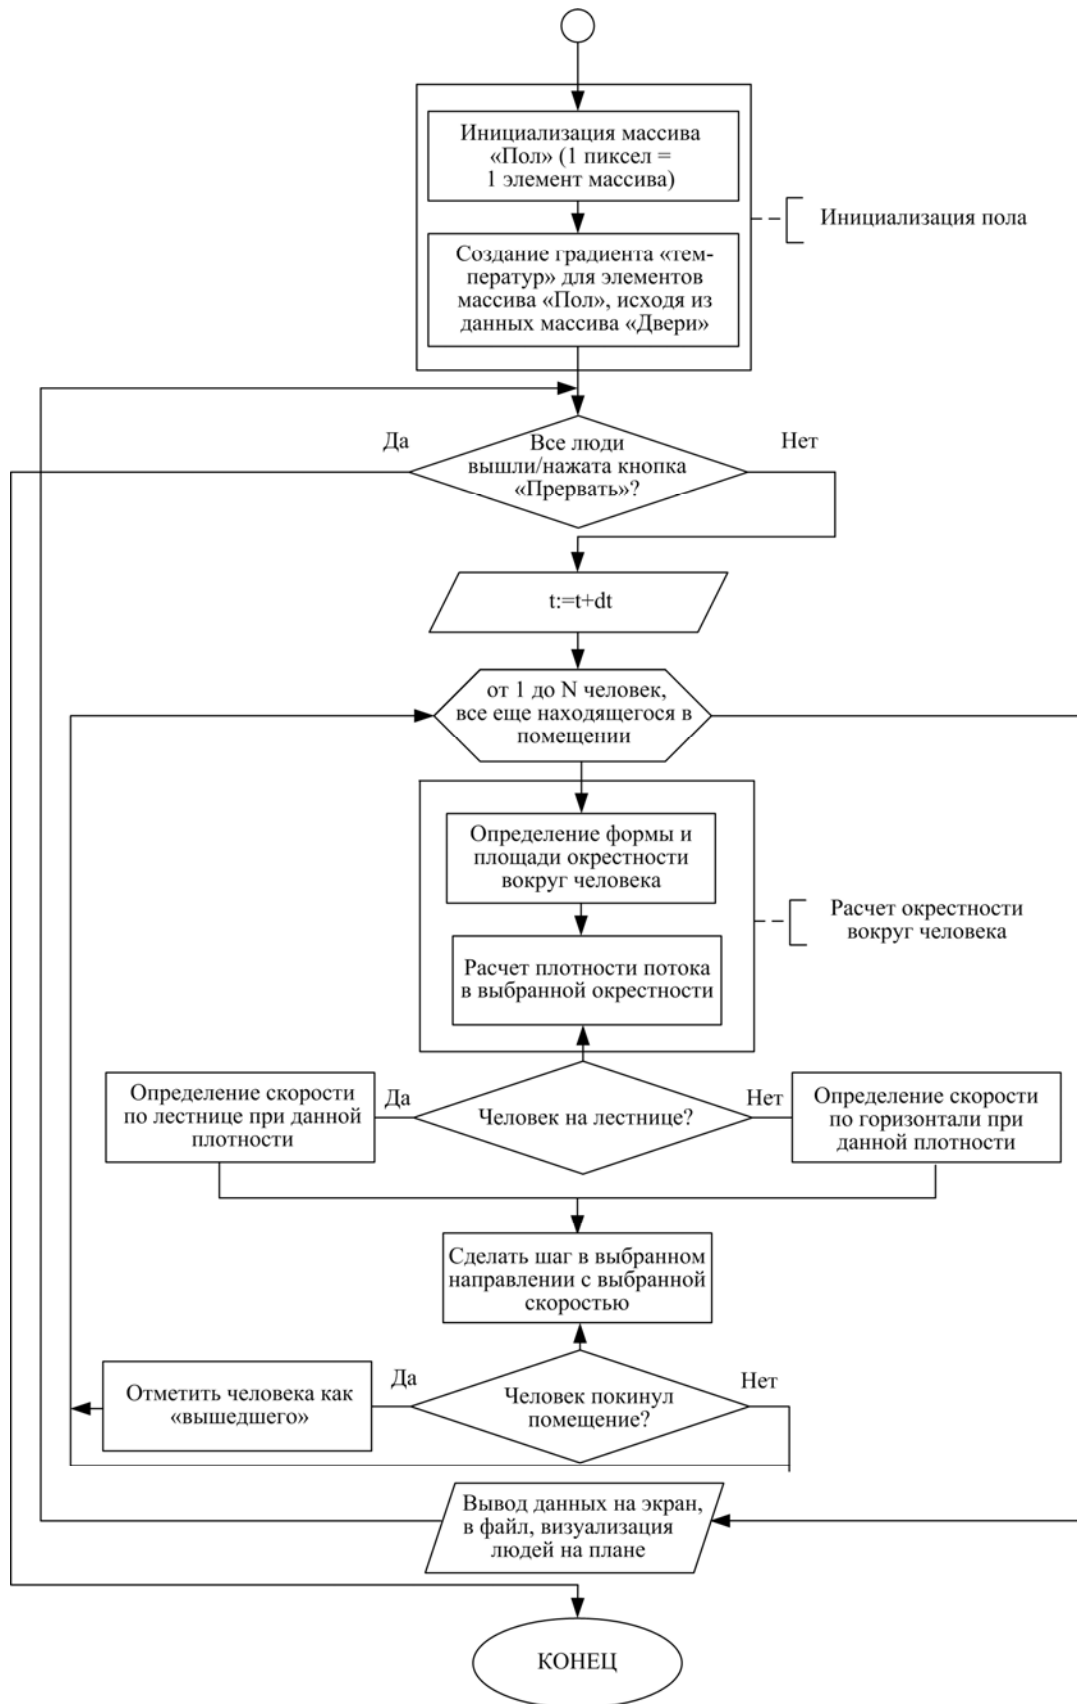 Инициализация массива
«Пол» (1 пиксел =
1 элемент массива)
Инициализация пола
Создание градиента «тем-
ператур» для элементов
массива «Пол», исходя из
данных массива «Двери»
Да
Все люди
вышли/нажата кнопка
«Прервать»?
Нет
t:=t+dt
от 1 до N человек,
все еще находящегося в
помещении
Определение формы и
площади окрестности
вокруг человека
Расчет окрестности
вокруг человека
Расчет плотности потока
в выбранной окрестности
Определение скорости
по лестнице при данной
плотности
Да
Человек на лестнице?
Нет
Определение скорости
по горизонтали при
данной плотности
Сделать шаг в выбранном
направлении с выбранной
скоростью
Отметить человека как
«вышедшего»
Да
Человек покинул
помещение?
Нет
Вывод данных на экран,
в файл, визуализация
людей на плане
КОНЕЦ